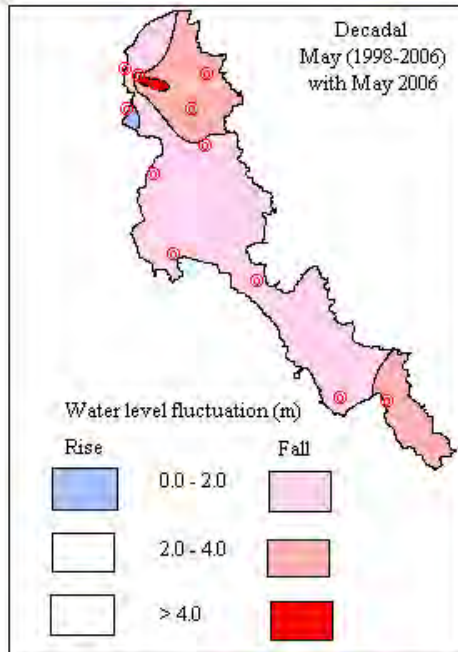 Decadal
May (1998-2006)
with May 2006
Water level fluctuation (m)
Rise Fall
0.0 - 2.0
2.0 - 4.0
> 4.0